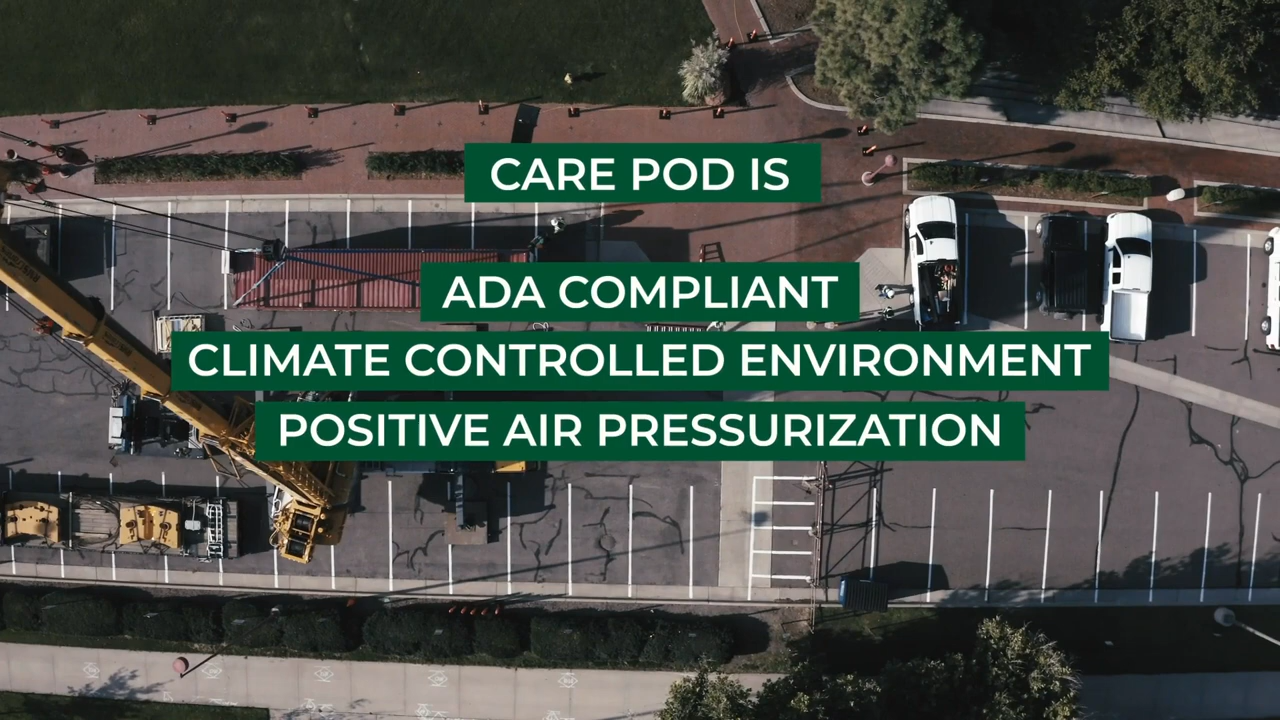 CARE POD IS
ADA COMPLIANT
CLIMATE CONTROLLED ENVIRONMENT
POSITIVE AIR PRESSURIZATION